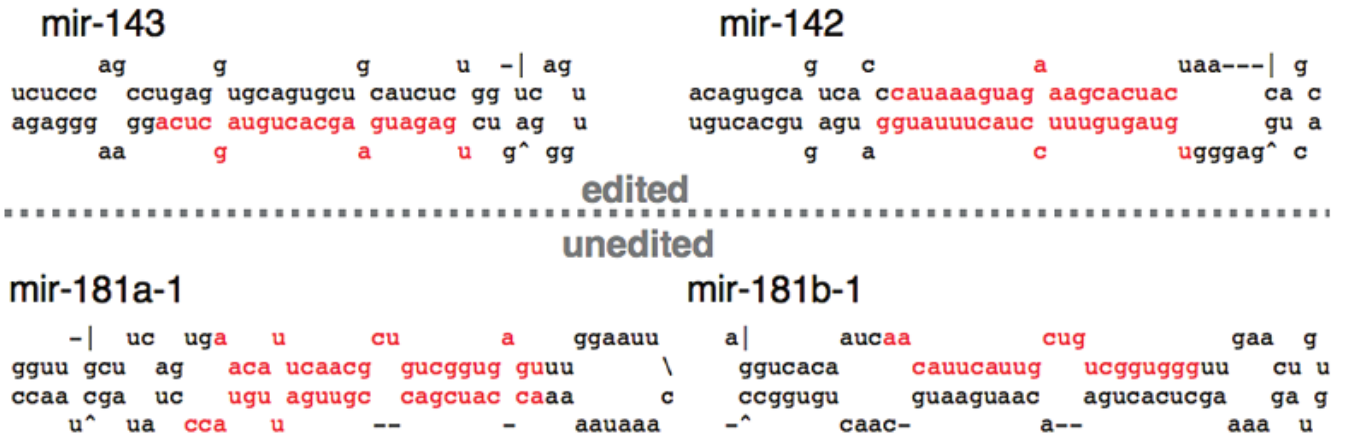 mir-143 mir-142
ag g g u -| ag g c a uaa---| g
ucuccc ccugag ugcagugcu caucuc gg uc u acagugca uca ccauaaaguag aagcacuac ca c
agaggg ggacuc augucacga guagag cu ag u ugucacgu agu gguauuucauc uuugugaug gu a
aa g a u g^ gg g a c ugggag^ c
edited
unedited
mir-181a-1 mir-181b-1
-| uc uga u cu a ggaauu a| aucaa cug gaa g
gguu gcu ag aca ucaacg gucggug guuu \ ggucaca cauucauug ucgguggguu cu u
ccaa cga uc ugu aguugc cagcuac caaa c ccggugu guaaguaac agucacucga ga g
u^ ua cca u -- - aauaaa -^ caac- a-- aaa u